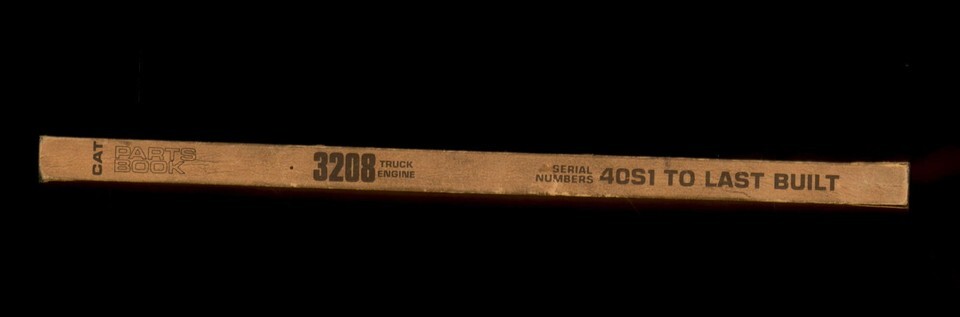 CAT
PARTS
BOOK
3208
TRUCK
ENGINE
SERIAL
NUMBERS
40S1 TO LAST BUILT